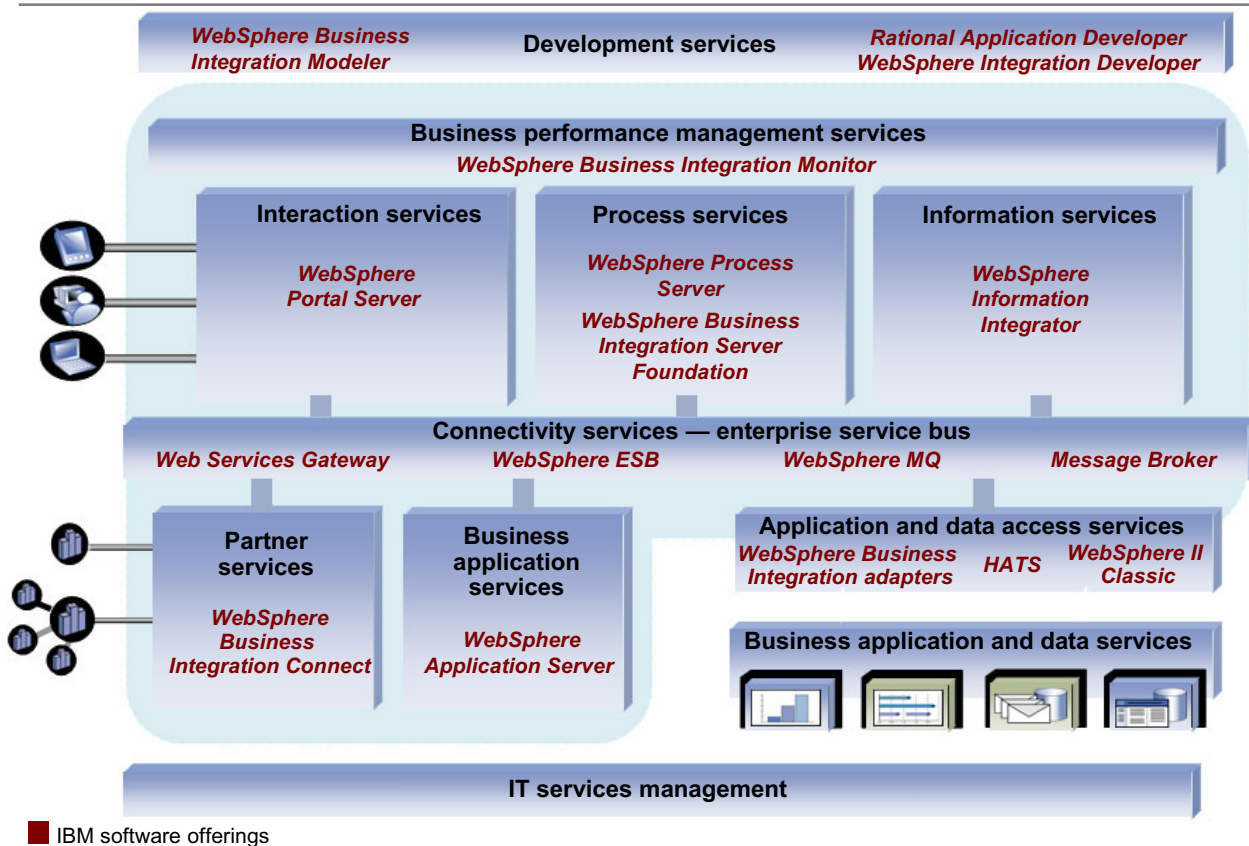 WebSphere Business
Integration Modeler
Development services
Rational Application Developer
WebSphere Integration Developer
Business performance management services
WebSphere Business Integration Monitor
Interaction services
WebSphere
Portal Server
Process services
WebSphere Process
Server
WebSphere Business
Integration Server
Foundation
Information services
WebSphere
Information
Integrator
Connectivity services — enterprise service bus
Web Services Gateway
WebSphere ESB
WebSphere MQ
Message Broker
Partner
services
WebSphere
Business
Integration Connect
Business
application
services
WebSphere
Application Server
Application and data access services
WebSphere Business
Integration adapters
HATS
WebSphere II
Classic
Business application and data services
IT services management
IBM software offerings